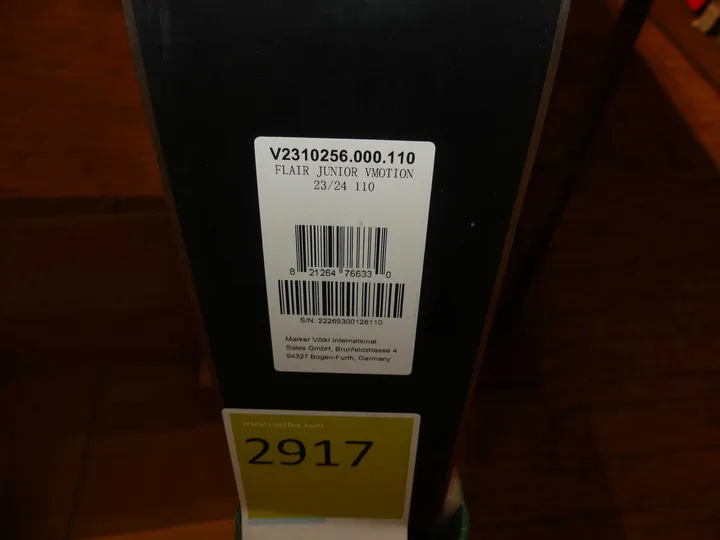 V2310256.000.110
FLAIR JUNIOR VMOTION
23/24 110
8 21264 76633 0
S/N: 22269300126110
Marker Völkl International
Sales GmbH, Brunfeldstrasse 4
94327 Bogen-Furth, Germany
2917